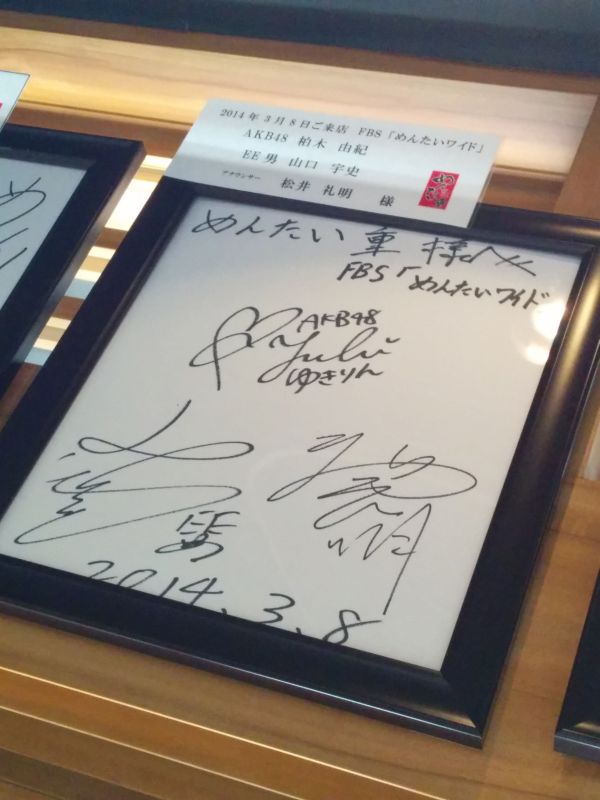 2014年3月8日ご来店 FBS「めんたいワイド」
AKB48 柏木 由紀
EE男 山口 宇史
アナウンサー 松井 礼明 様
めんたい重 様へ
FBS「めんたいワイド
AKB48
Yuki
ゆきりん
EE男
2014.3.8